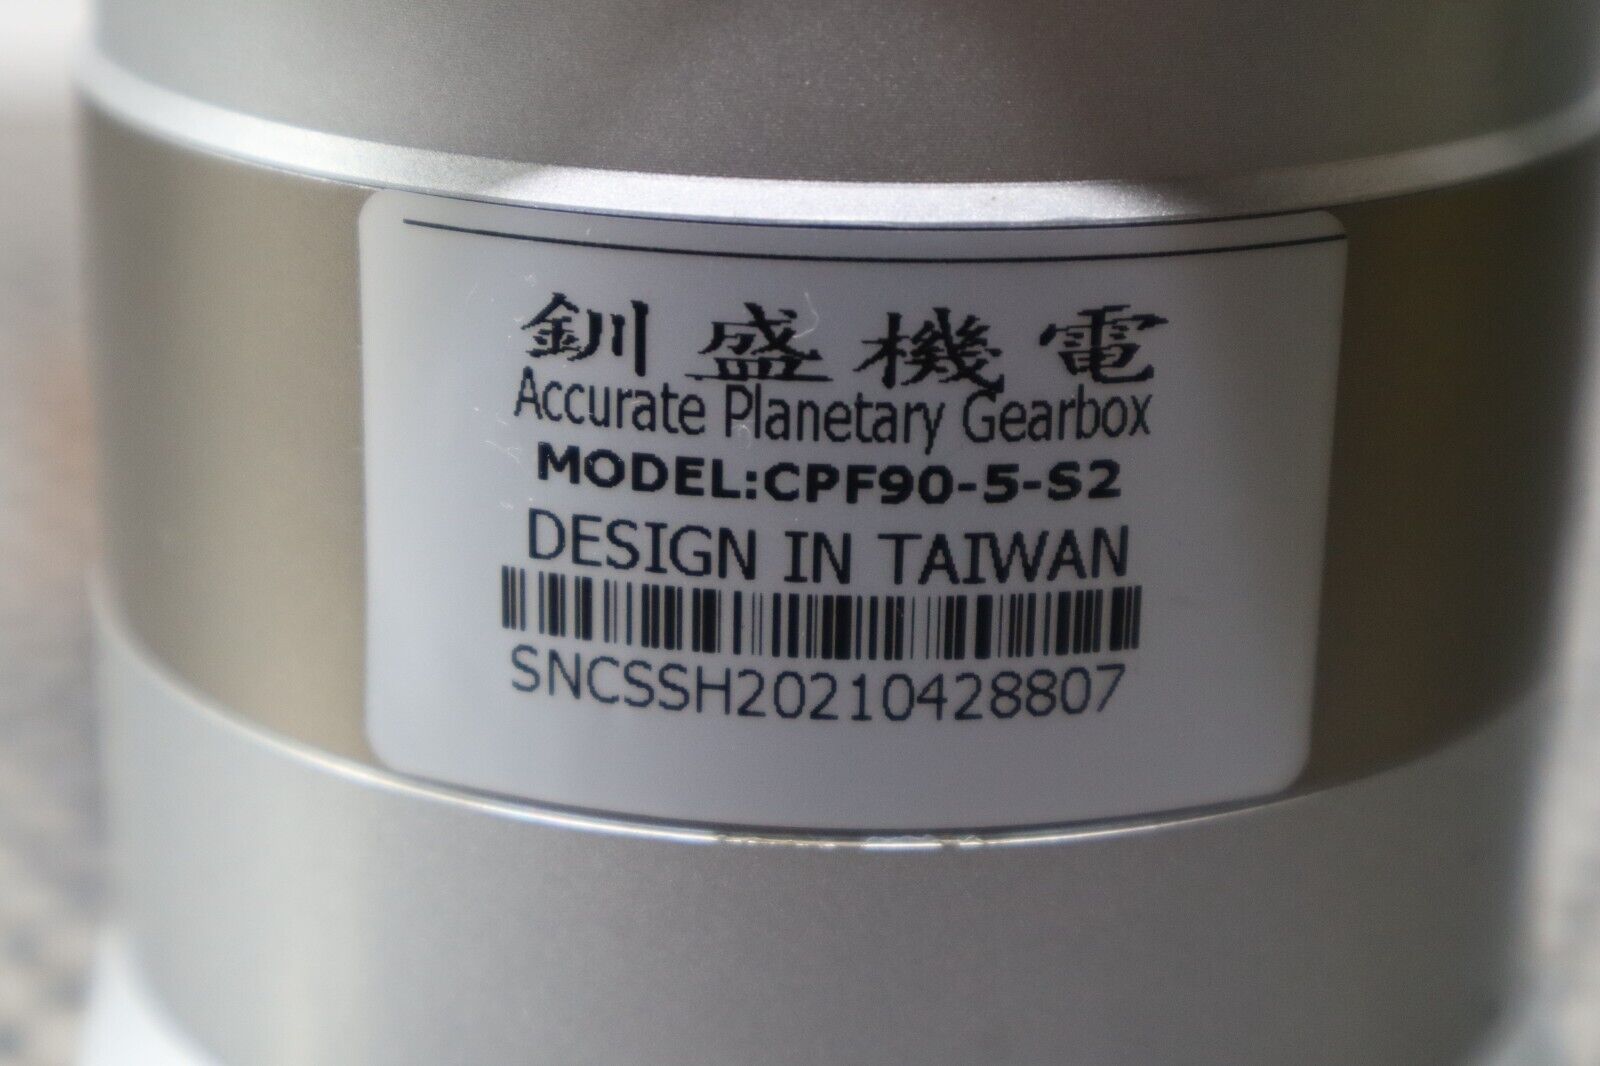 釧盛機電
Accurate Planetary Gearbox
MODEL:CPF90-5-S2
DESIGN IN TAIWAN
SNCSSH20210428807